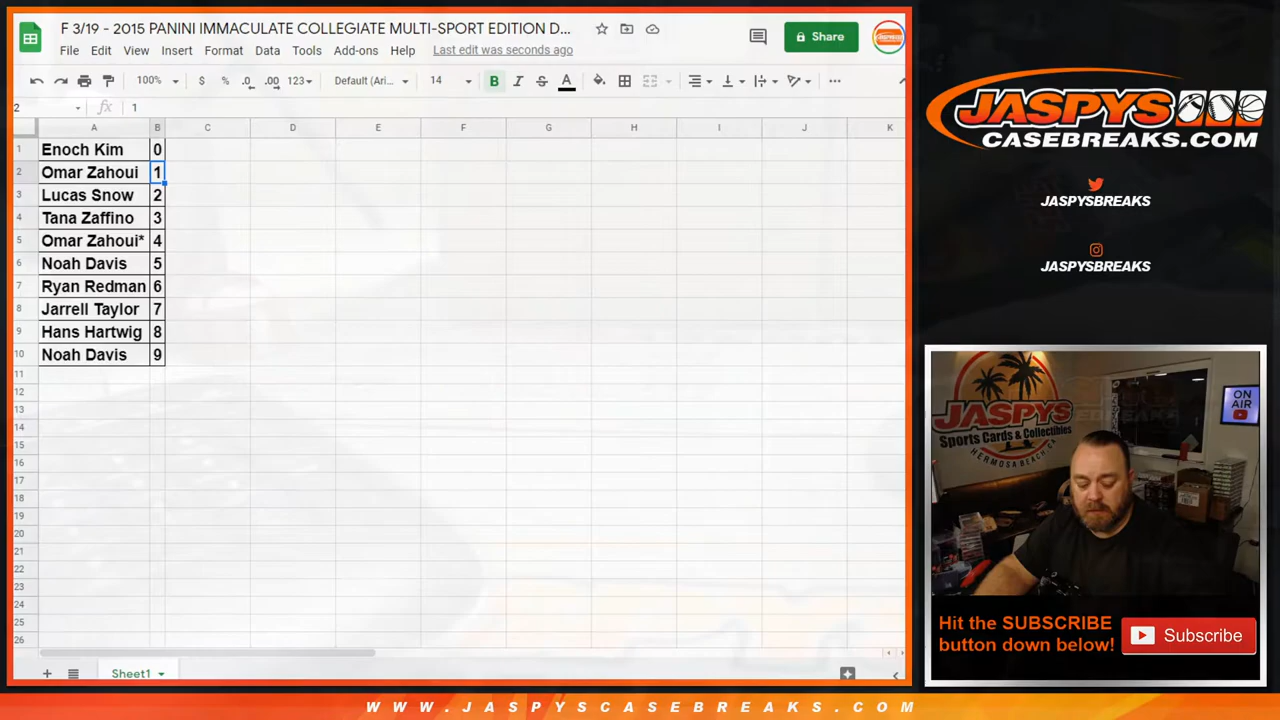 F 3/19 - 2015 PANINI IMMACULATE COLLEGIATE MULTI-SPORT EDITION D...
File Edit View Insert Format Data Tools Add-ons Help Last edit was seconds ago
Share
100% $ % .0 .00 123 Default (Ari... 14 B I S A
2 fx 1
A B C D E F G H I J K
1 Enoch Kim 0
2 Omar Zahoui 1
3 Lucas Snow 2
4 Tana Zaffino 3
5 Omar Zahoui* 4
6 Noah Davis 5
7 Ryan Redman 6
8 Jarrell Taylor 7
9 Hans Hartwig 8
10 Noah Davis 9
11
12
13
14
15
16
17
18
19
20
21
22
23
24
25
26
Sheet1
JASPYS
CASEBREAKS.COM
JASPYSBREAKS
JASPYSBREAKS
JASPYS
Sports Cards & Collectibles
HERMOSA BEACH, CA
ON
AIR
Hit the SUBSCRIBE
button down below!
Subscribe
WWW.JASPYSCASEBREAKS.COM